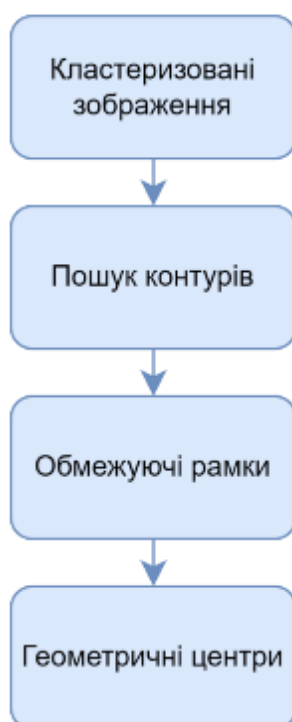 Кластеризовані
зображення
Пошук контурів
Обмежуючі рамки
Геометричні центри